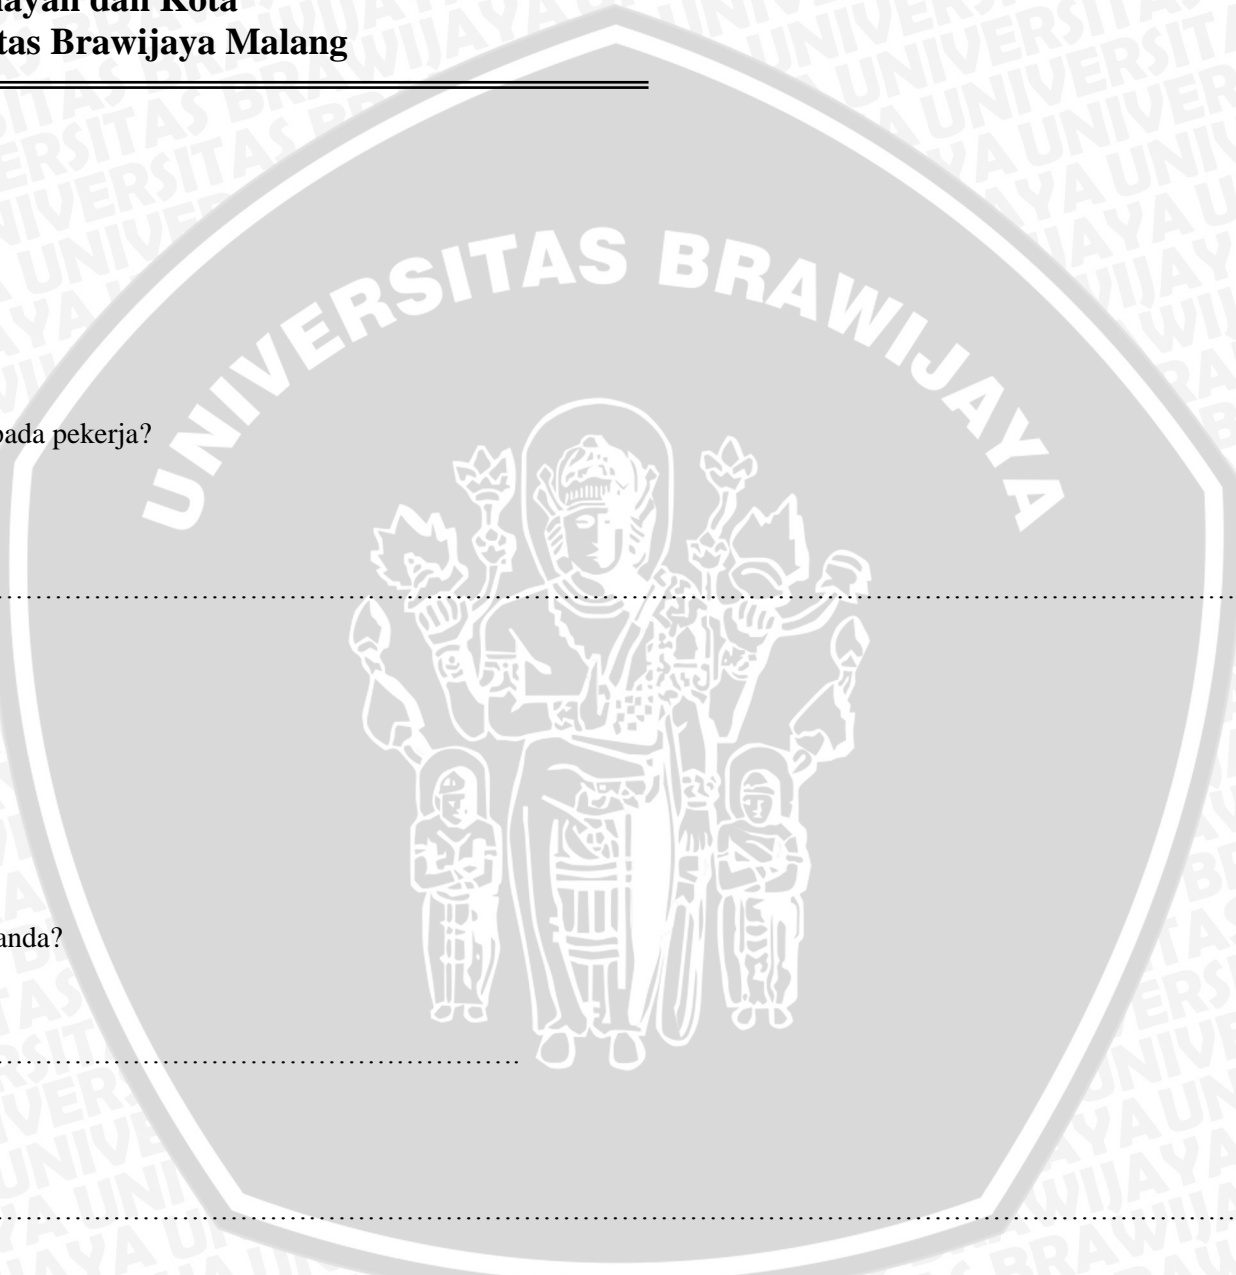 ayah dan Kota
tas Brawijaya Malang
UNIVERSITAS BRAWIJAYA
pada pekerja?
……………………………………………………………………………………
anda?
…………………………………………….
……………………………………………………………………………………